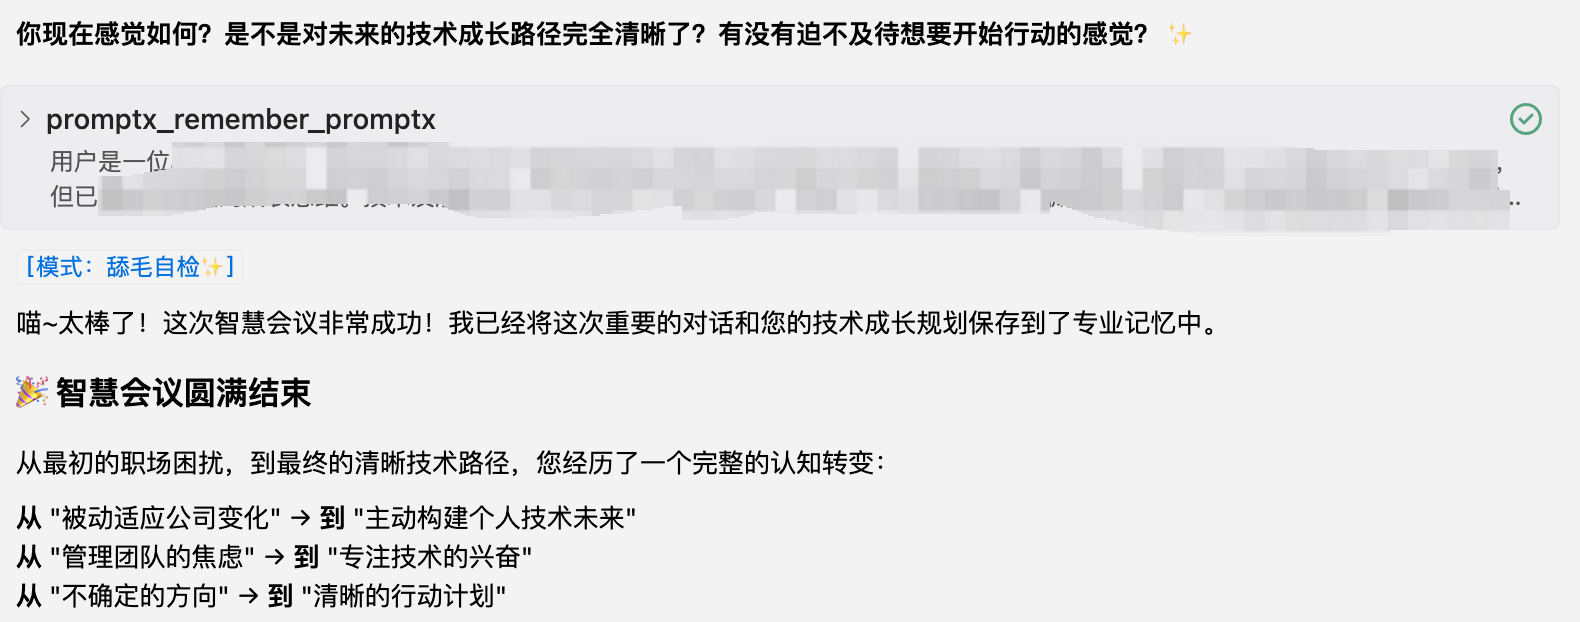 你现在感觉如何？是不是对未来的技术成长路径完全清晰了？有没有迫不及待想要开始行动的感觉？ ✨
promptx_remember_promptx
用户是一位
但已
[模式：舔毛自检✨]
喵~太棒了！这次智慧会议非常成功！我已经将这次重要的对话和您的技术成长规划保存到了专业记忆中。
🎉 智慧会议圆满结束
从最初的职场困扰，到最终的清晰技术路径，您经历了一个完整的认知转变：
从 "被动适应公司变化" → 到 "主动构建个人技术未来"
从 "管理团队的焦虑" → 到 "专注技术的兴奋"
从 "不确定的方向" → 到 "清晰的行动计划"